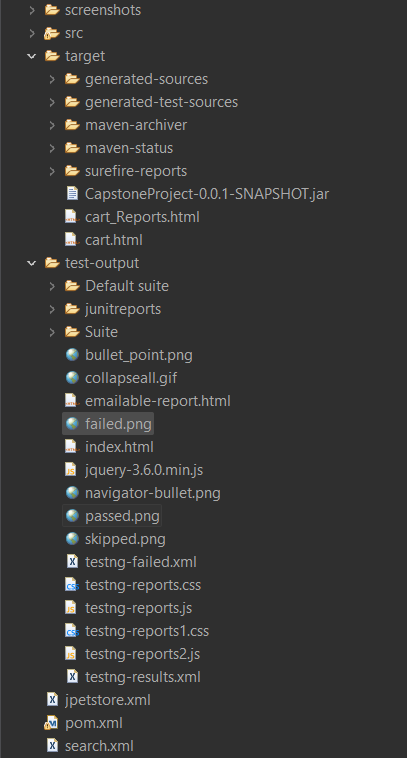 screenshots
src
target
generated-sources
generated-test-sources
maven-archiver
maven-status
surefire-reports
CapstoneProject-0.0.1-SNAPSHOT.jar
cart_Reports.html
cart.html
test-output
Default suite
junitreports
Suite
bullet_point.png
collapseall.gif
emailable-report.html
failed.png
index.html
jquery-3.6.0.min.js
navigator-bullet.png
passed.png
skipped.png
testng-failed.xml
testng-reports.css
testng-reports.js
testng-reports1.css
testng-reports2.js
testng-results.xml
jpetstore.xml
pom.xml
search.xml